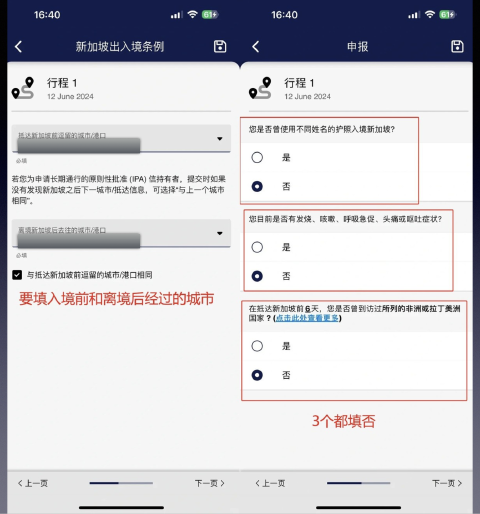 16:40
61
新加坡出入境条例
行程 1
12 June 2024
抵达新加坡前逗留的城市/港口
必填
若您为申请长期通行的原则性批准 (IPA) 信持有者，提交时如果
没有发现新加坡之后下一城市/抵达信息，可选择“与上一个城市
相同”。
离境新加坡后去往的城市/港口
必填
与抵达新加坡前逗留的城市/港口相同
要填入境前和离境后经过的城市
上一页
下一页
16:40
61
申报
行程 1
12 June 2024
您是否曾使用不同姓名的护照入境新加坡?
是
否
您目前是否有发烧、咳嗽、呼吸急促、头痛或呕吐症状?
是
否
在抵达新加坡前 6 天，您是否曾到访过所列的非洲或拉丁美洲
国家？(点击此处查看更多)
是
否
3个都填否
上一页
下一页